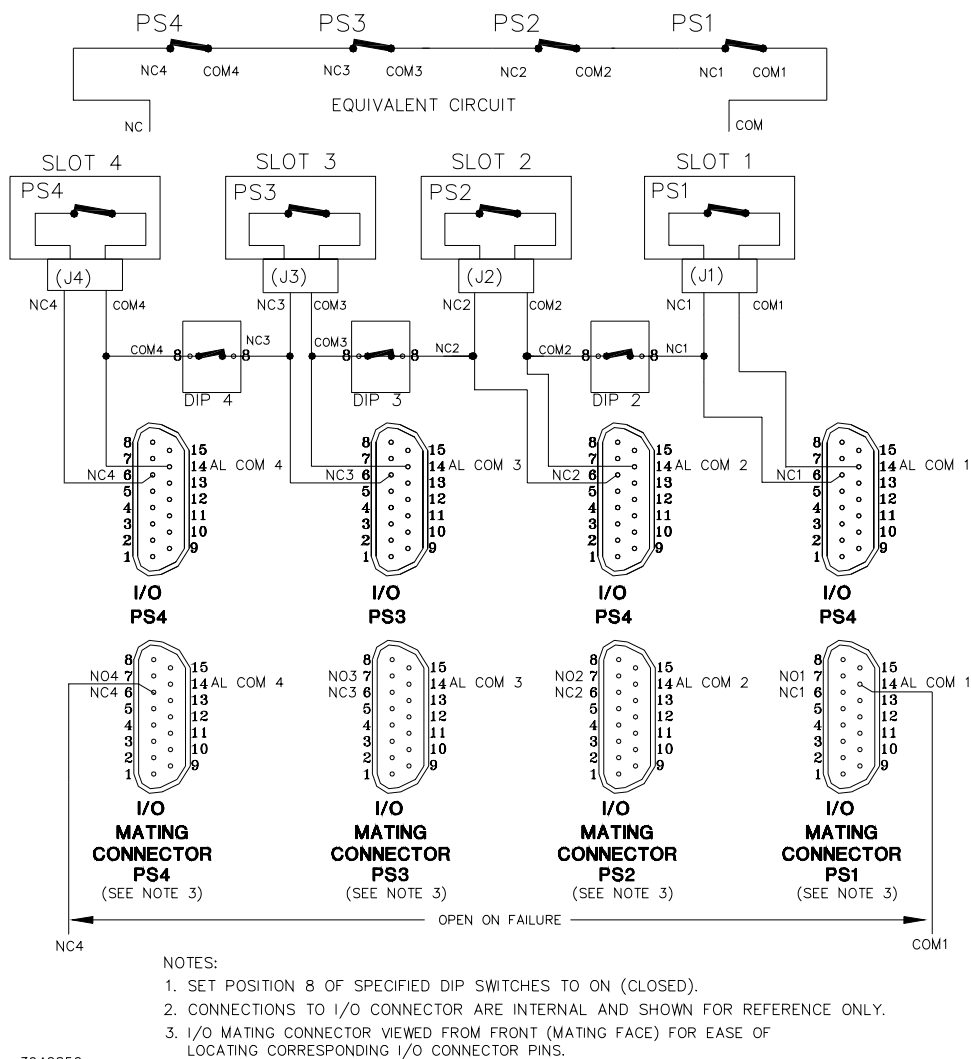 PS4 PS3 PS2 PS1
NC4 COM4 NC3 COM3 NC2 COM2 NC1 COM1
EQUIVALENT CIRCUIT
NC COM
SLOT 4 SLOT 3 SLOT 2 SLOT 1
PS4 PS3 PS2 PS1
(J4) (J3) (J2) (J1)
NC4 COM4 NC3 COM3 NC2 COM2 NC1 COM1
COM4 8 8 NC3 COM3 8 8 NC2 COM2 8 8 NC1
DIP 4 DIP 3 DIP 2
8 8 8 8
7 15 7 15 7 15 7 15
NC4 6 14 AL COM 4 NC3 6 14 AL COM 3 NC2 6 14 AL COM 2 NC1 6 14 AL COM 1
5 13 5 13 5 13 5 13
4 12 4 12 4 12 4 12
3 11 3 11 3 11 3 11
2 10 2 10 2 10 2 10
1 9 1 9 1 9 1 9
I/O I/O I/O I/O
PS4 PS3 PS4 PS4
8 15 8 15 8 15 8 15
NO4 7 14 AL COM 4 NO3 7 14 AL COM 3 NO2 7 14 AL COM 2 NO1 7 14 AL COM 1
NC4 6 13 NC3 6 13 NC2 6 13 NC1 6 13
5 12 5 12 5 12 5 12
4 11 4 11 4 11 4 11
3 10 3 10 3 10 3 10
2 9 2 9 2 9 2 9
1 1 1 1
I/O I/O I/O I/O
MATING MATING MATING MATING
CONNECTOR CONNECTOR CONNECTOR CONNECTOR
PS4 PS3 PS2 PS1
(SEE NOTE 3) (SEE NOTE 3) (SEE NOTE 3) (SEE NOTE 3)
OPEN ON FAILURE
NC4 COM1
NOTES:
1. SET POSITION 8 OF SPECIFIED DIP SWITCHES TO ON (CLOSED).
2. CONNECTIONS TO I/O CONNECTOR ARE INTERNAL AND SHOWN FOR REFERENCE ONLY.
3. I/O MATING CONNECTOR VIEWED FROM FRONT (MATING FACE) FOR EASE OF
LOCATING CORRESPONDING I/O CONNECTOR PINS.